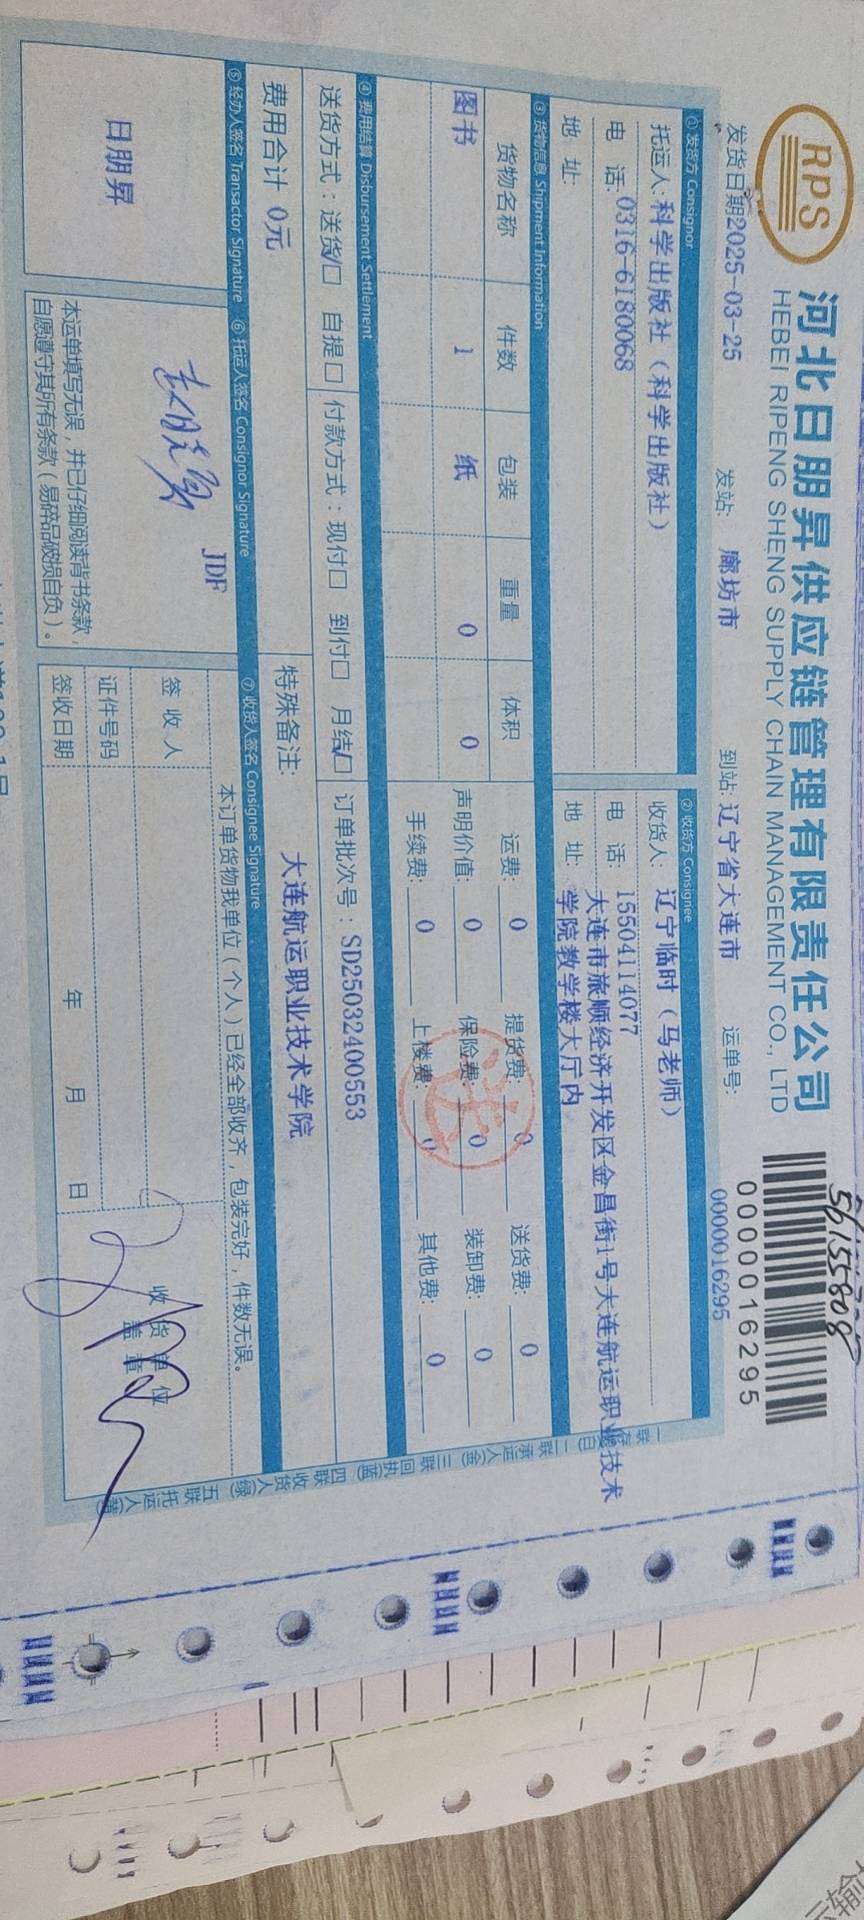 RPS
河北日朋昇供应链管理有限责任公司
HEBEI RIPENG SHENG SUPPLY CHAIN MANAGEMENT CO., LTD
56155808
0000016295
发货日期2025-03-25 发站: 廊坊市 到站: 辽宁省大连市 运单号: 0000016295
① 发货方 Consignor
托运人: 科学出版社（科学出版社）
电 话: 0316-6180068
地 址:
② 收货方 Consignee
收货人: 辽宁临时（马老师）
电 话: 15504114077
地 址: 大连市旅顺经济开发区金昌街1号大连航运职业技术
学院教学楼大厅内
③ 货物信息 Shipment Information
货物名称 件数 包装 重量 体积
图书 1 纸 0 0
运费: 0 提货费: 0 送货费: 0
声明价值: 0 保险费: 0 装卸费: 0
手续费: 0 上楼费: 0 其他费: 0
④ 费用结算 Disbursement Settlement
送货方式：送货☑ 自提□ 付款方式：现付□ 到付□ 月结☑ 订单批次号：SD25032400553
费用合计 0元
特殊备注: 大连航运职业技术学院
⑤ 经办人签名 Transactor Signature
日朋昇
⑥ 托运人签名 Consignor Signature
JDF
本运单填写无误，并已仔细阅读背书条款，
自愿遵守其所有条款（易碎品破损自负）。
⑦ 收货人签名 Consignee Signature
本订单货物我单位（个人）已经全部收齐，包装完好，件数无误。
签 收 人
证件号码
签收日期 年 月 日
收货单位
盖章
一联存 二联承运人(金) 三联回执(蓝) 四联收货人(绿) 五联托运人(黄)